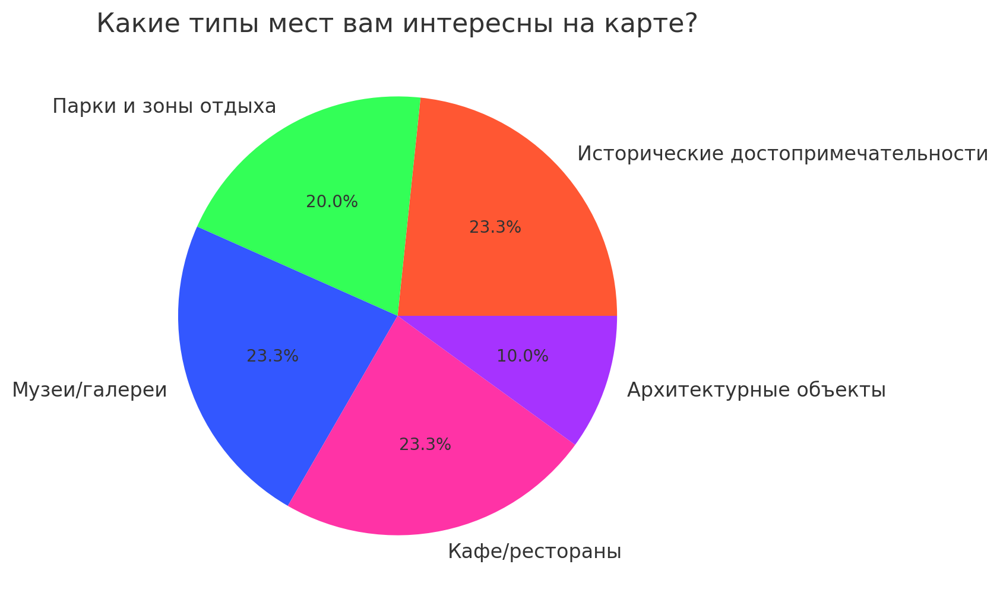 Какие типы мест вам интересны на карте?
Парки и зоны отдыха
Исторические достопримечательности
20.0%
23.3%
23.3%
10.0%
Музеи/галереи
Архитектурные объекты
23.3%
Кафе/рестораны